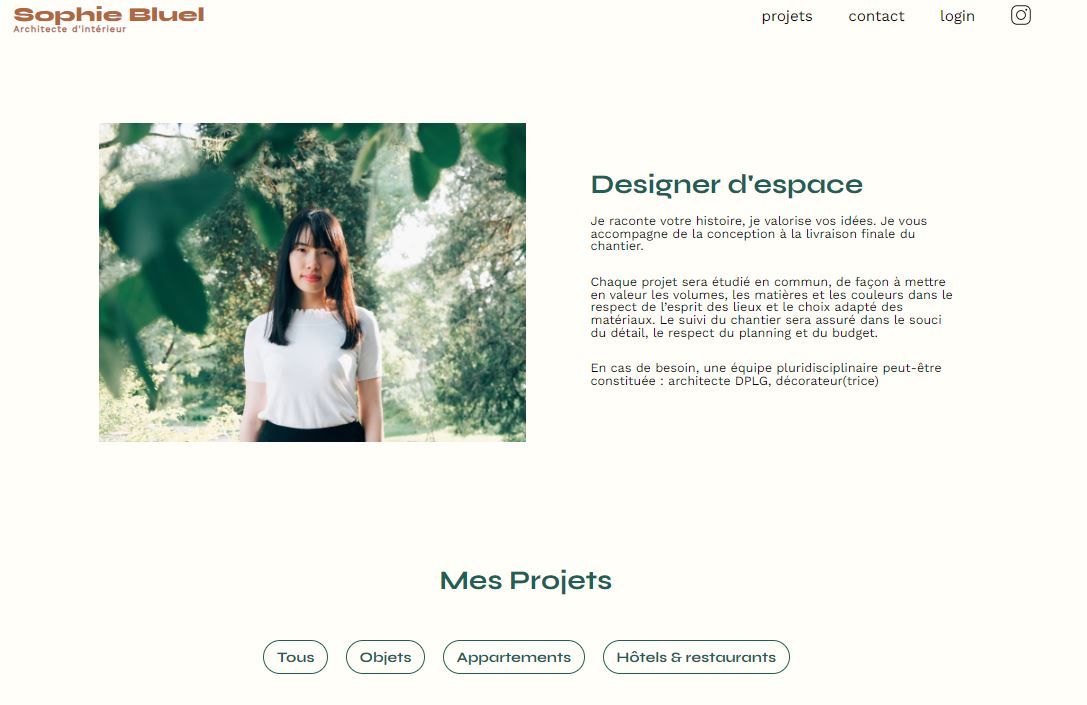 Sophie Bluel
Architecte d'intérieur
projets contact login
Designer d'espace
Je raconte votre histoire, je valorise vos idées. Je vous
accompagne de la conception à la livraison finale du
chantier.
Chaque projet sera étudié en commun, de façon à mettre
en valeur les volumes, les matières et les couleurs dans le
respect de l'esprit des lieux et le choix adapté des
matériaux. Le suivi du chantier sera assuré dans le souci
du détail, le respect du planning et du budget.
En cas de besoin, une équipe pluridisciplinaire peut-être
constituée : architecte DPLG, décorateur(trice)
Mes Projets
Tous Objets Appartements Hôtels & restaurants